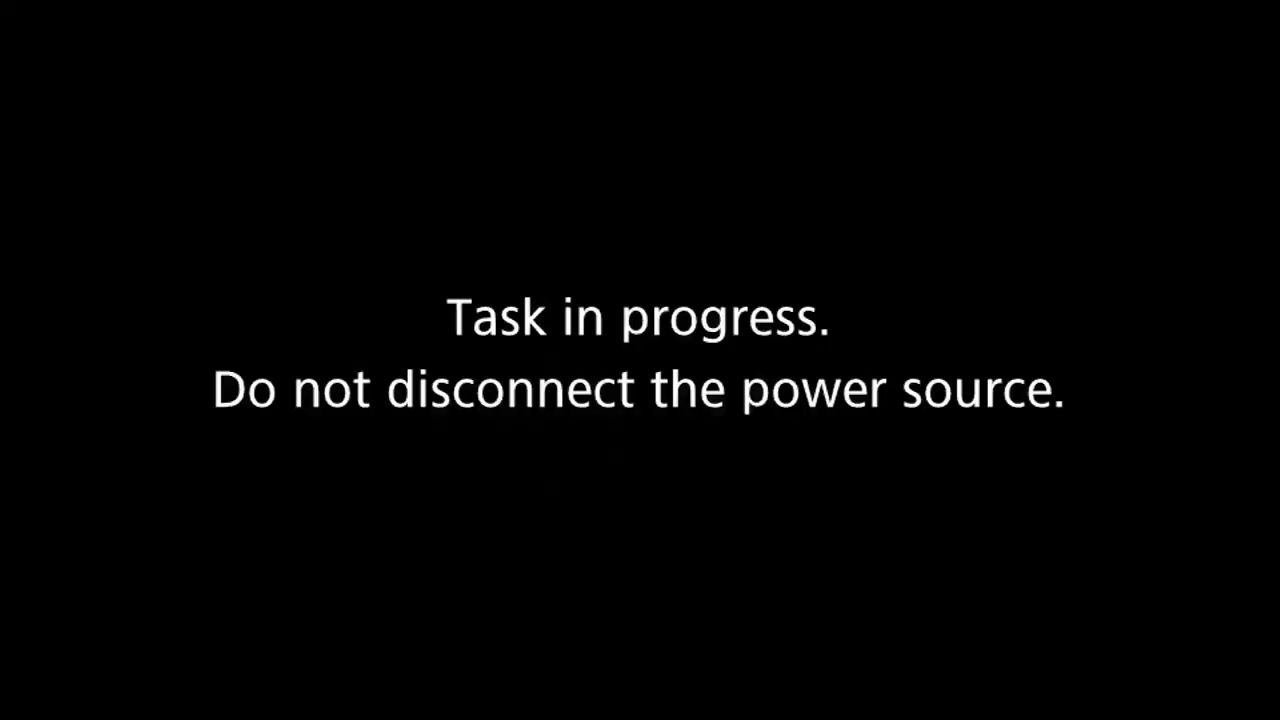 Task in progress.
Do not disconnect the power source.